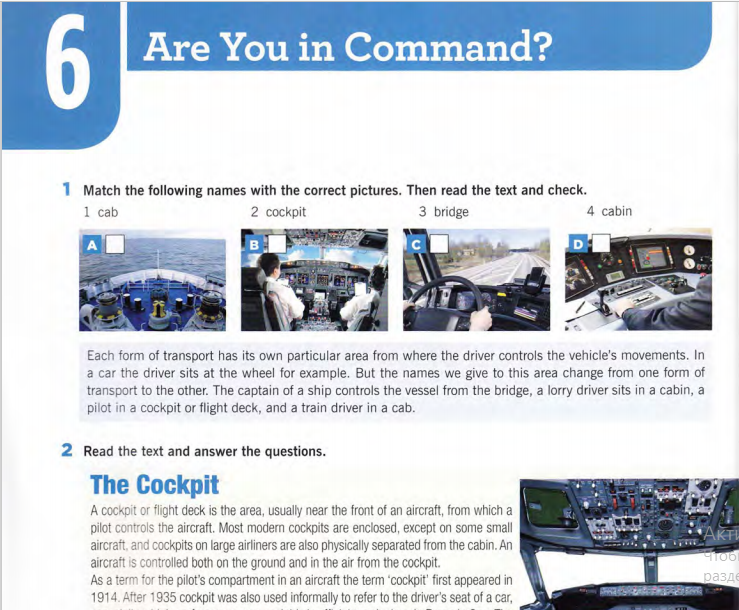 6
Are You in Command?
1 Match the following names with the correct pictures. Then read the text and check.
1 cab 2 cockpit 3 bridge 4 cabin
A B C D
Each form of transport has its own particular area from where the driver controls the vehicle's movements. In
a car the driver sits at the wheel for example. But the names we give to this area change from one form of
transport to the other. The captain of a ship controls the vessel from the bridge, a lorry driver sits in a cabin, a
pilot in a cockpit or flight deck, and a train driver in a cab.
2 Read the text and answer the questions.
The Cockpit
A cockpit or flight deck is the area, usually near the front of an aircraft, from which a
pilot controls the aircraft. Most modern cockpits are enclosed, except on some small
aircraft, and cockpits on large airliners are also physically separated from the cabin. An
aircraft is controlled both on the ground and in the air from the cockpit.
As a term for the pilot's compartment in an aircraft the term 'cockpit' first appeared in
1914. After 1935 cockpit was also used informally to refer to the driver's seat of a car,